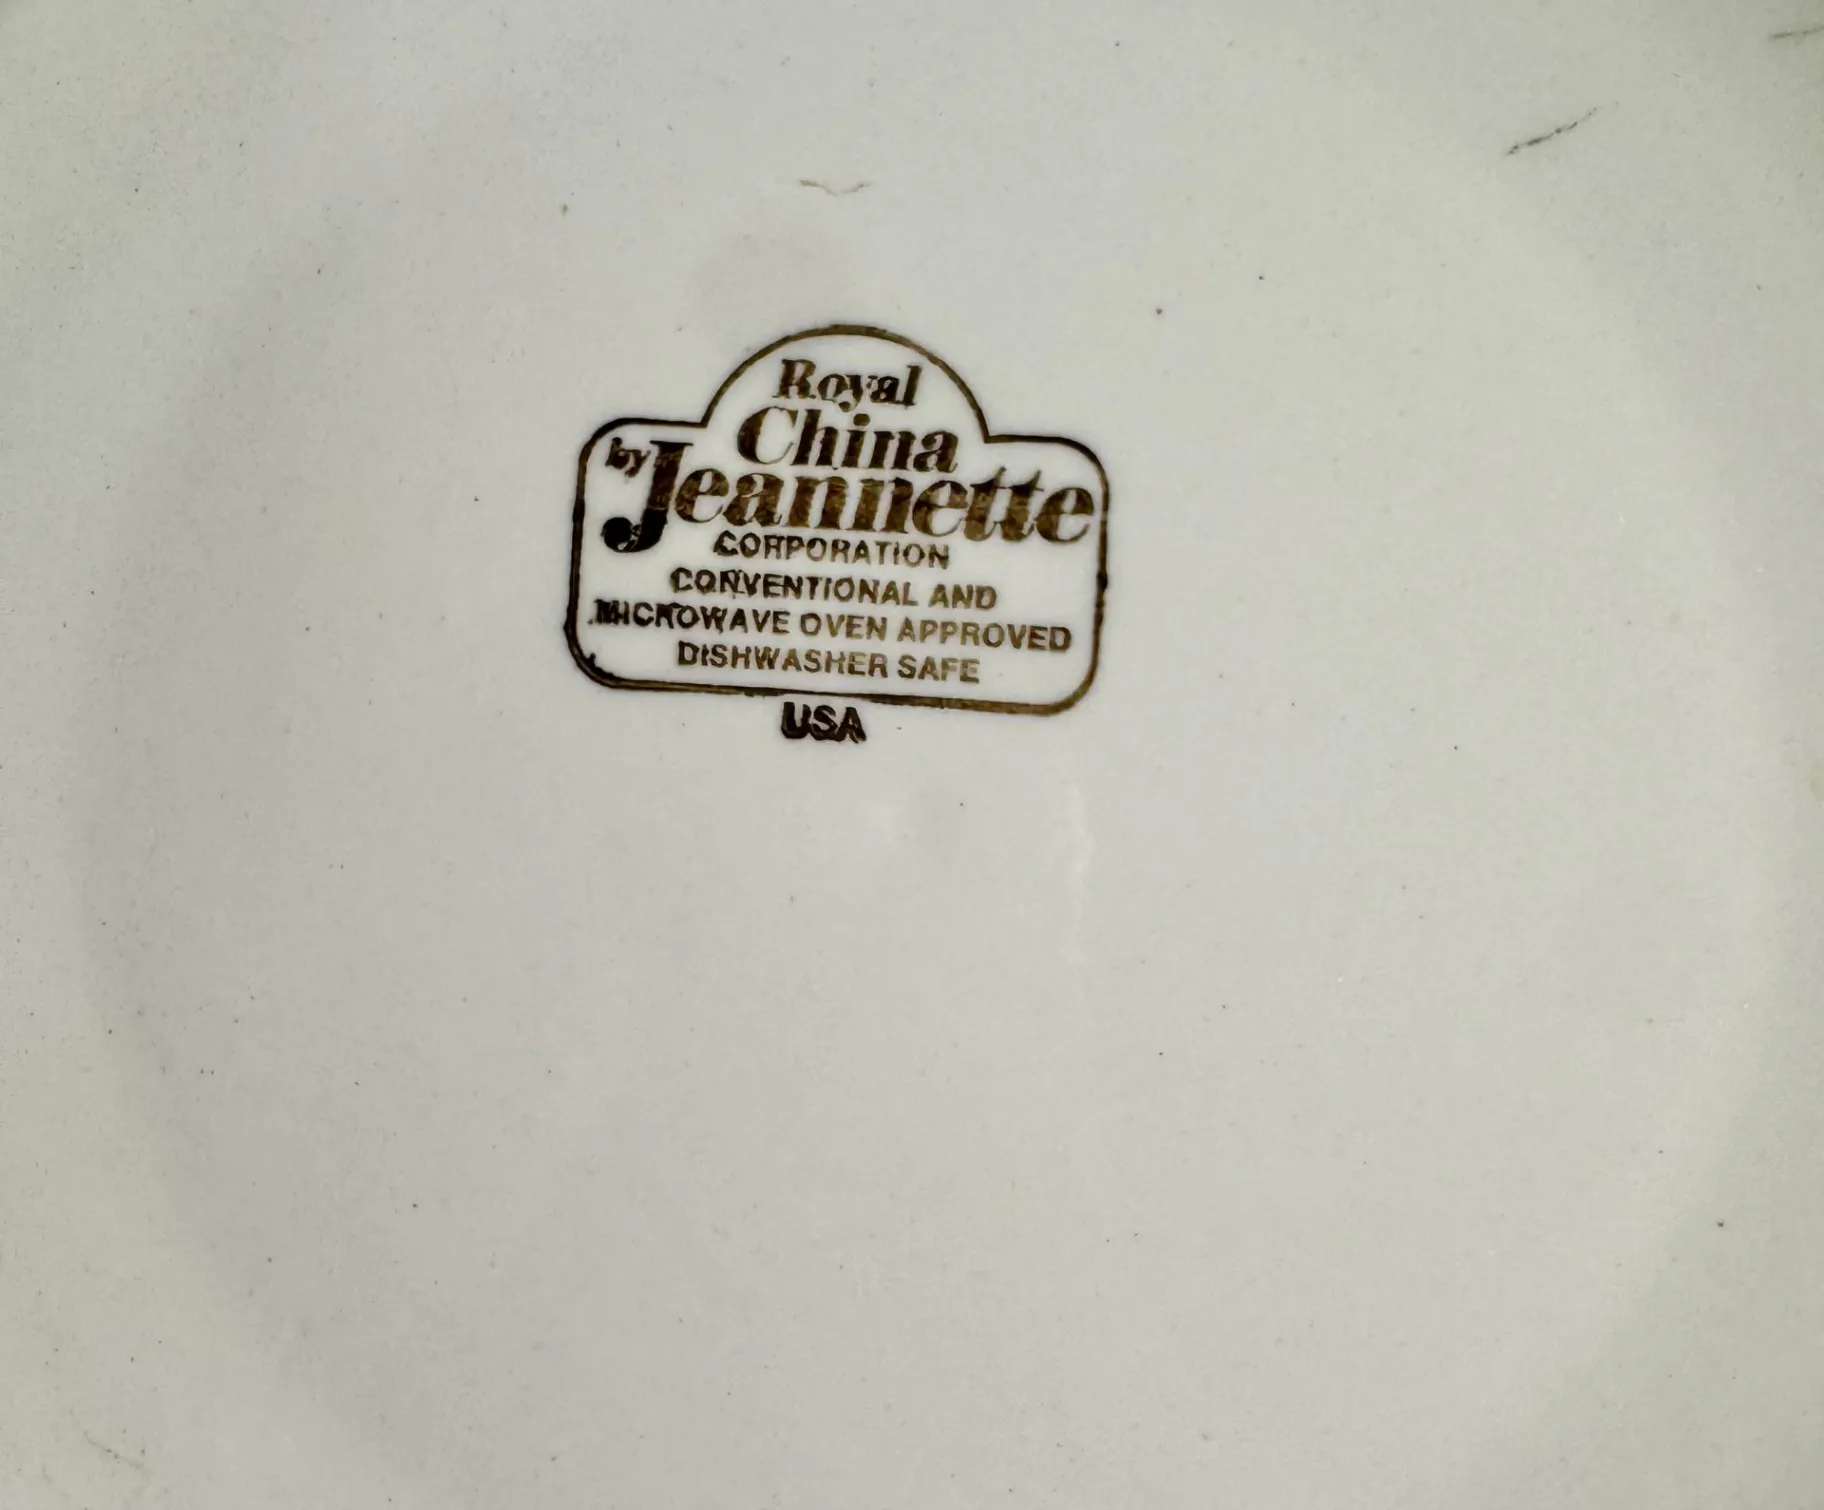 Royal
China
by Jeannette
CORPORATION
CONVENTIONAL AND
MICROWAVE OVEN APPROVED
DISHWASHER SAFE
USA